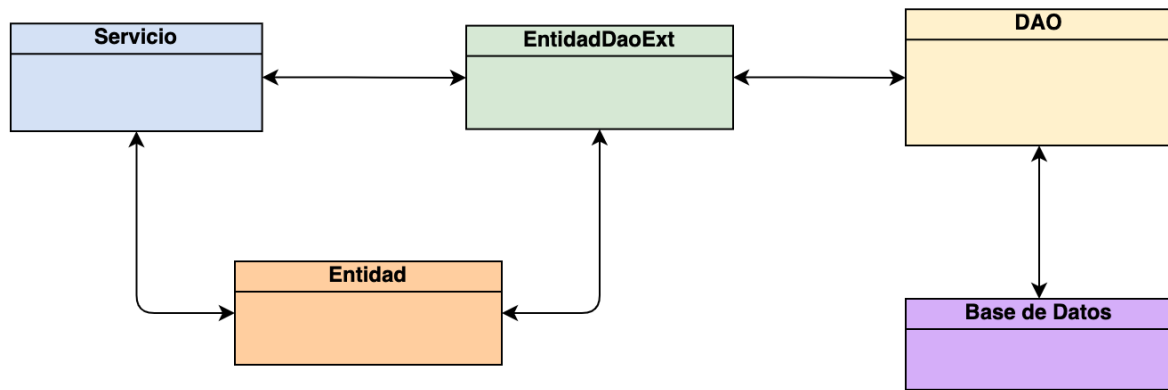 Servicio
EntidadDaoExt
DAO
Entidad
Base de Datos